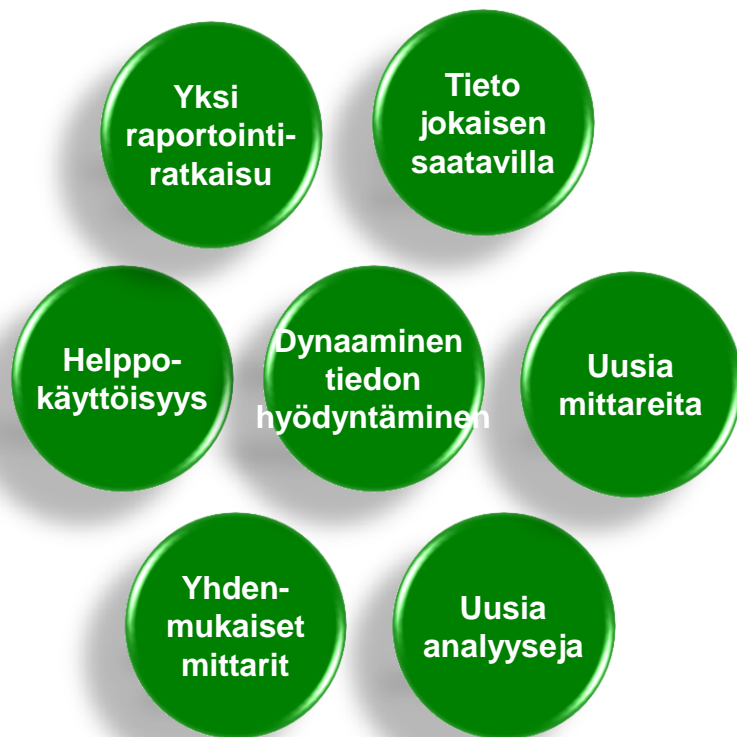 Yksi
raportointi-
ratkaisu
Tieto
jokaisen
saatavilla
Helppo-
käyttöisyys
Dynaaminen
tiedon
hyödyntäminen
Uusia
mittareita
Yhden-
mukaiset
mittarit
Uusia
analyyseja